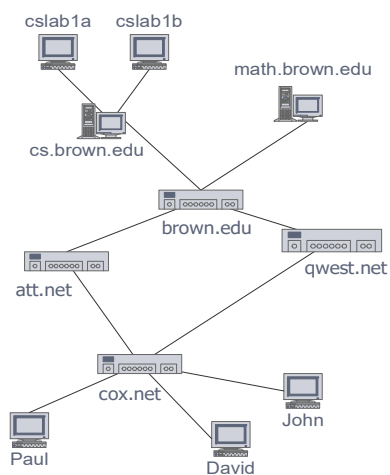 cslab1a
cslab1b
math.brown.edu
cs.brown.edu
brown.edu
qwest.net
att.net
cox.net
John
Paul
David